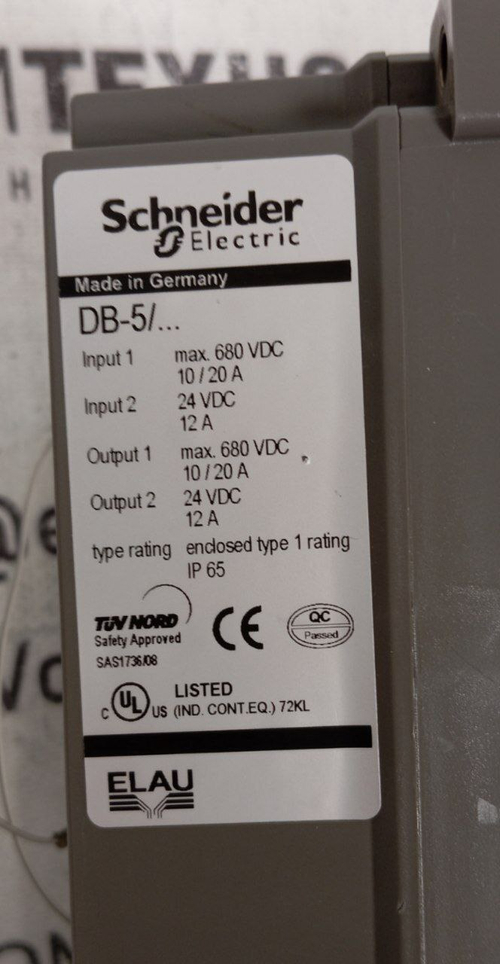 Schneider
Electric
Made in Germany
DB-5/...
Input 1 max. 680 VDC
10 / 20 A
Input 2 24 VDC
12 A
Output 1 max. 680 VDC
10 / 20 A
Output 2 24 VDC
12 A
type rating enclosed type 1 rating
IP 65
TÜV NORD
Safety Approved
SAS1736/08
CE
QC
Passed
C UL US LISTED
(IND. CONT.EQ.) 72KL
ELAU